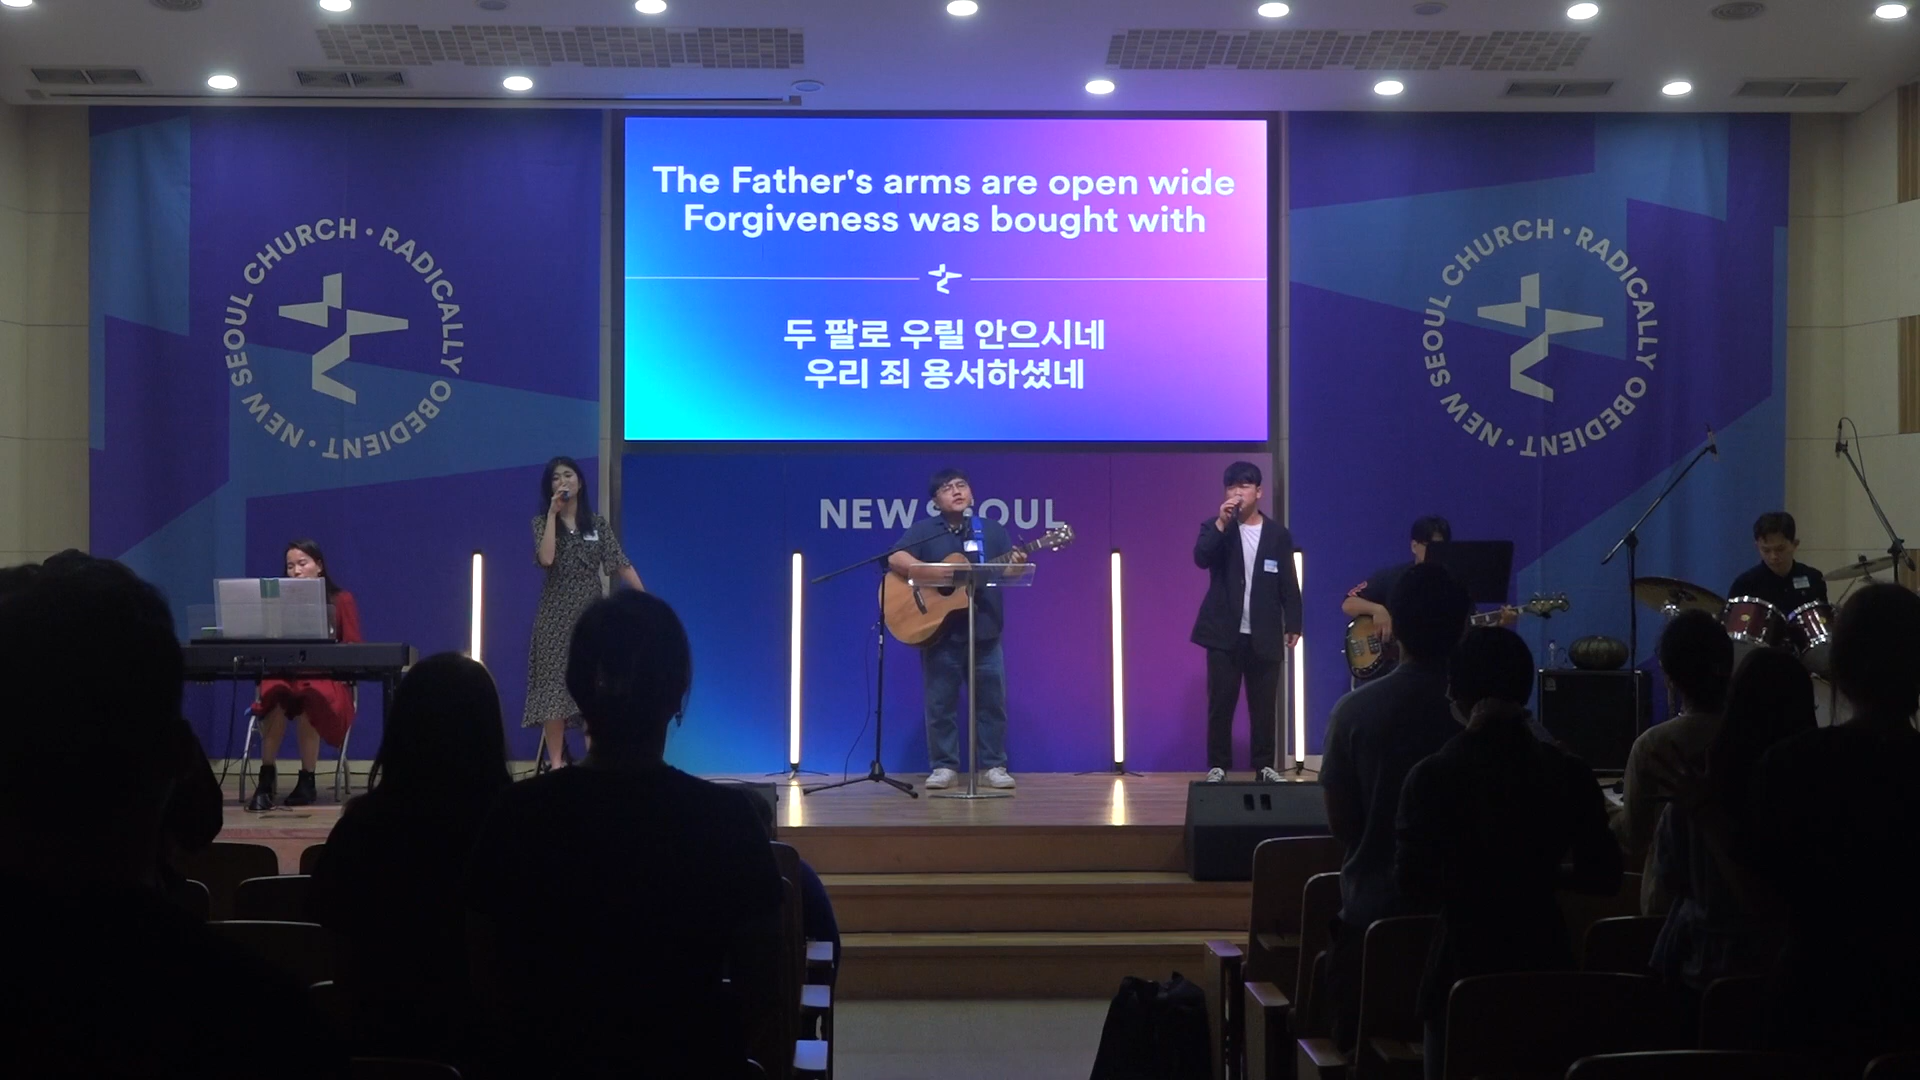 The Father's arms are open wide
Forgiveness was bought with
두 팔로 우릴 안으시네
우리 죄 용서하셨네
NEW SEOUL CHURCH · RADICALLY OBEDIENT ·
NEW SEOUL CHURCH · RADICALLY OBEDIENT ·
NEW SEOUL